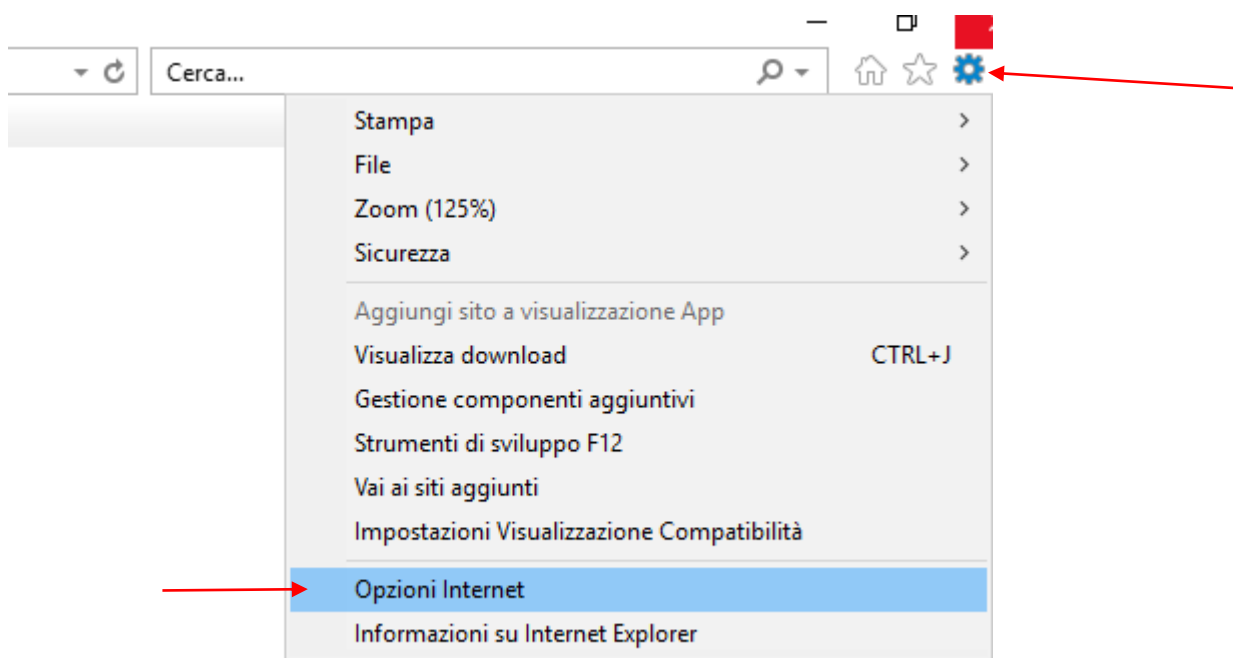 Cerca...
Stampa
File
Zoom (125%)
Sicurezza
Aggiungi sito a visualizzazione App
Visualizza download CTRL+J
Gestione componenti aggiuntivi
Strumenti di sviluppo F12
Vai ai siti aggiunti
Impostazioni Visualizzazione Compatibilità
Opzioni Internet
Informazioni su Internet Explorer